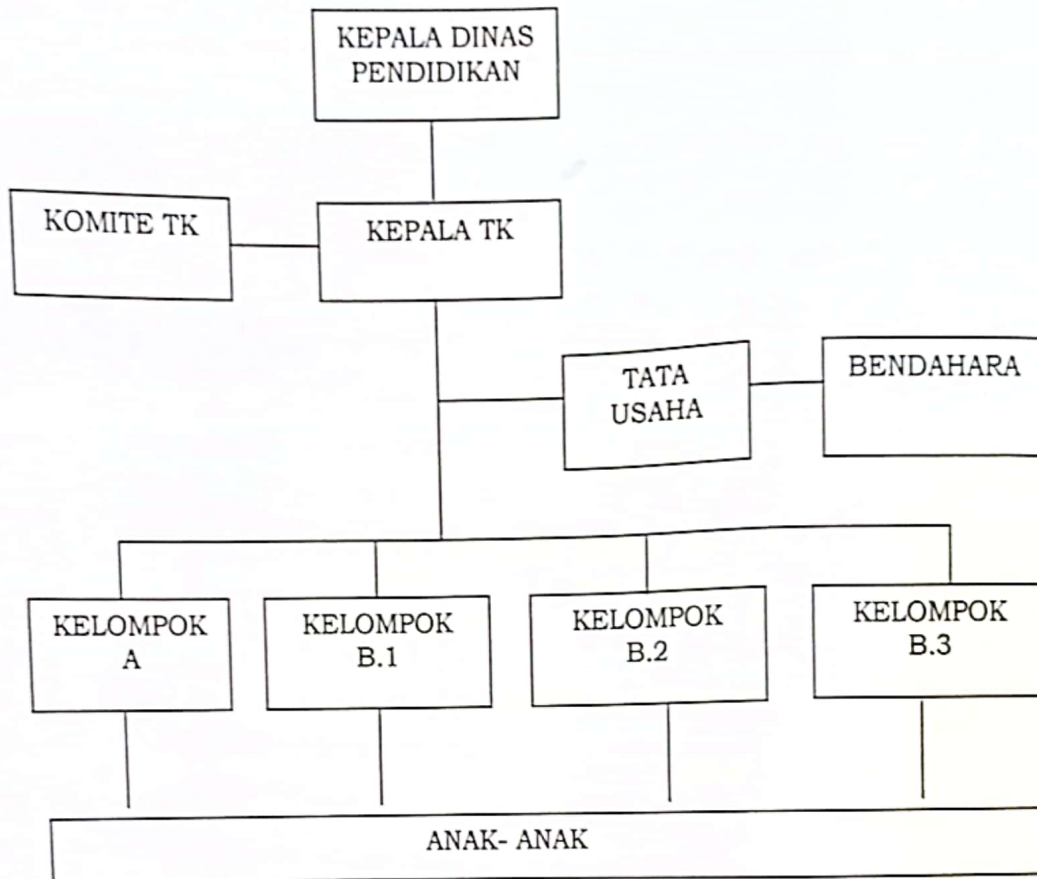 KEPALA DINAS
PENDIDIKAN
KOMITE TK
KEPALA TK
TATA
USAHA
BENDAHARA
KELOMPOK
A
KELOMPOK
B.1
KELOMPOK
B.2
KELOMPOK
B.3
ANAK- ANAK